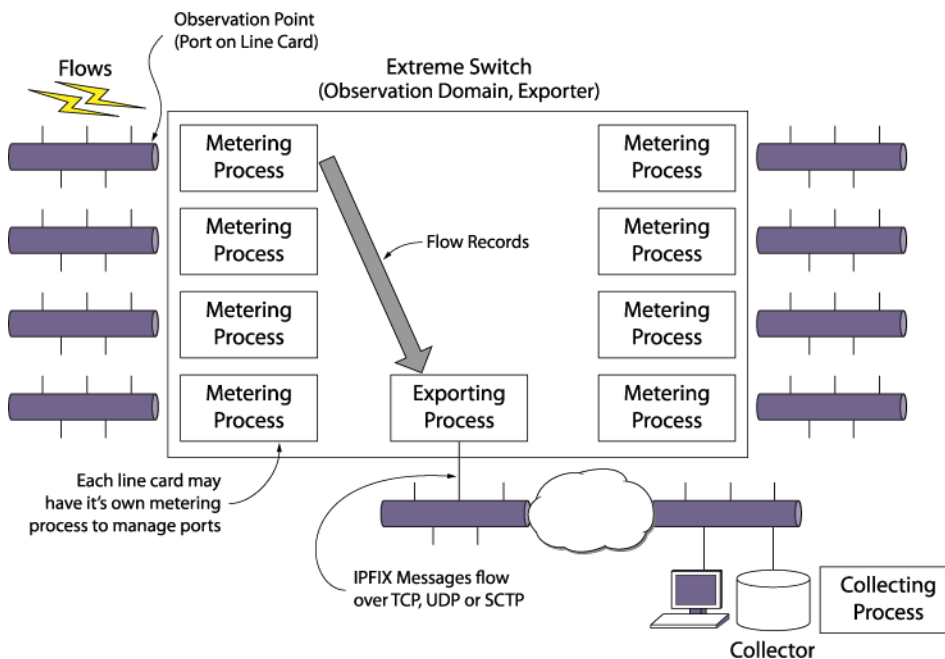 Observation Point
(Port on Line Card)
Flows
Extreme Switch
(Observation Domain, Exporter)
Metering
Process
Metering
Process
Metering
Process
Metering
Process
Flow Records
Metering
Process
Metering
Process
Metering
Process
Exporting
Process
Metering
Process
Each line card may
have it's own metering
process to manage ports
IPFIX Messages flow
over TCP, UDP or SCTP
Collecting
Process
Collector